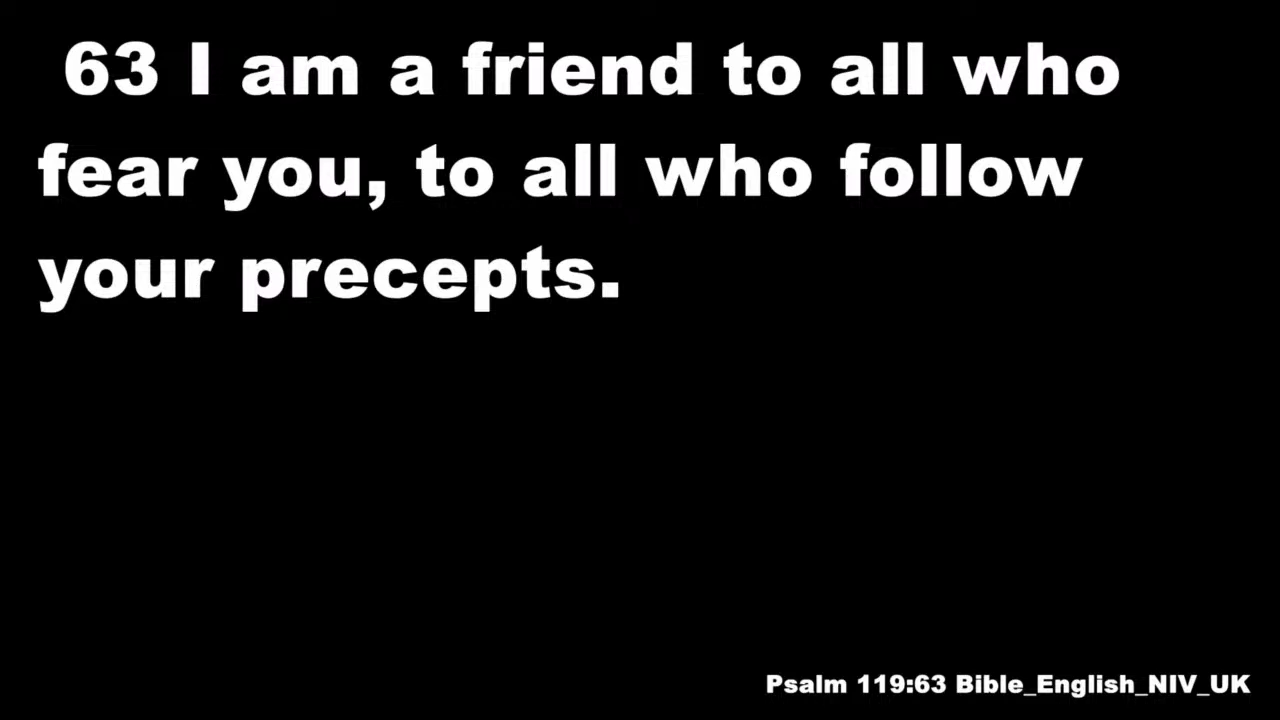 63 I am a friend to all who
fear you, to all who follow
your precepts.
Psalm 119:63 Bible_English_NIV_UK